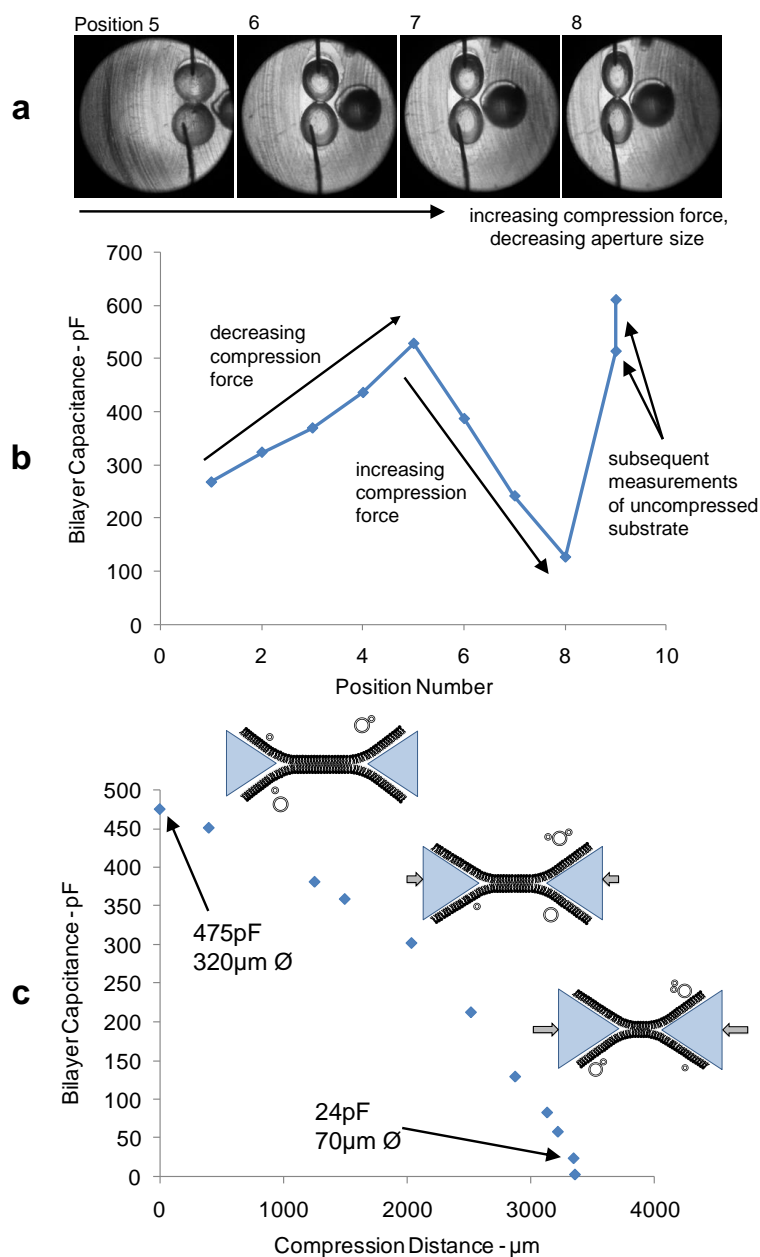 Position 5
6
7
8
a
increasing compression force,
decreasing aperture size
b
Bilayer Capacitance - pF
700
600
500
400
300
200
100
0
decreasing
compression
force
increasing
compression
force
subsequent
measurements
of uncompressed
substrate
0 2 4 6 8 10
Position Number
c
Bilayer Capcitance - pF
500
450
400
350
300
250
200
150
100
50
0
475pF
320µm Ø
24pF
70µm Ø
0 1000 2000 3000 4000
Compression Distance - µm